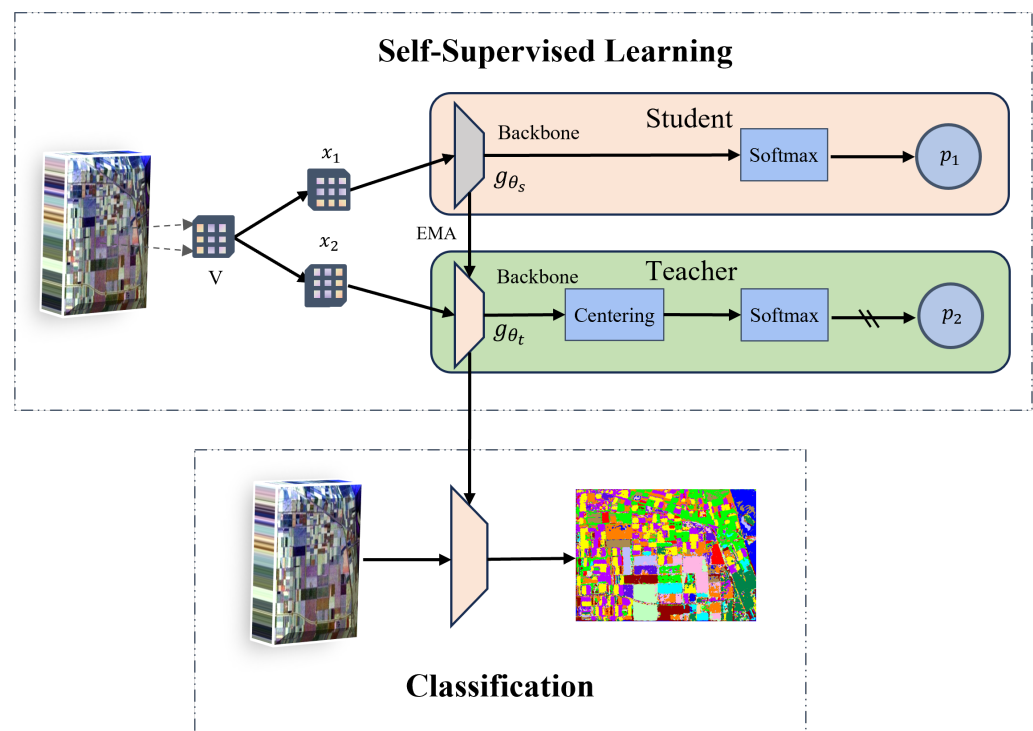 Self-Supervised Learning
Student
Backbone
Softmax
x₁
p₁
g_θₛ
EMA
V
x₂
Teacher
Backbone
Centering
Softmax
p₂
g_θₜ
Classification